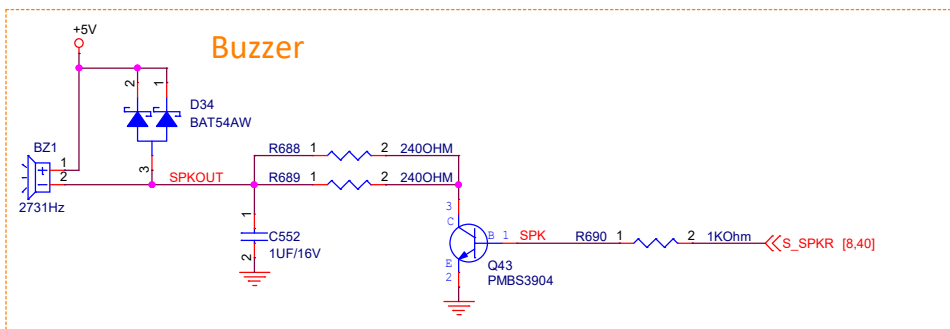 +5V
Buzzer
2
1
D34
BAT54AW
BZ1
1
+
2
-
3
SPKOUT
2731Hz
R688 1 2 240OHM
R689 1 2 240OHM
1
C552
2
1UF/16V
3
C
B 1 SPK R690 1 2 1KOhm S_SPKR [8,40]
E
2
Q43
PMBS3904